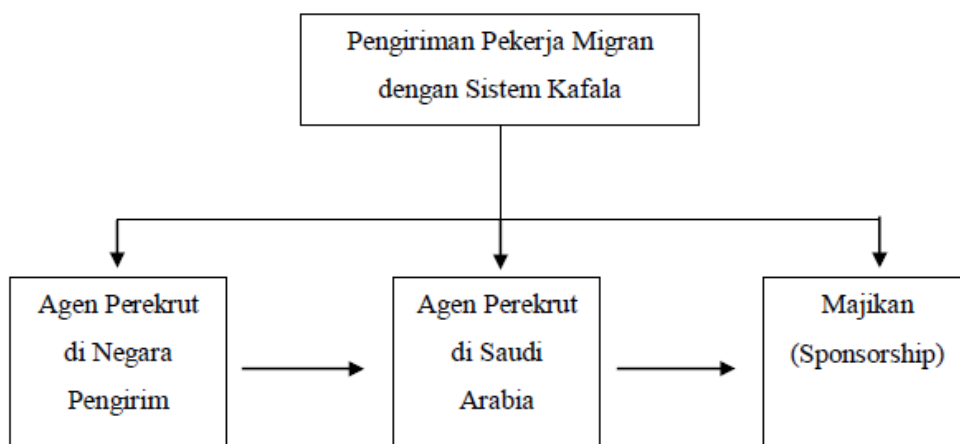 Pengiriman Pekerja Migran
dengan Sistem Kafala
Agen Perekrut
di Negara
Pengirim
Agen Perekrut
di Saudi
Arabia
Majikan
(Sponsorship)